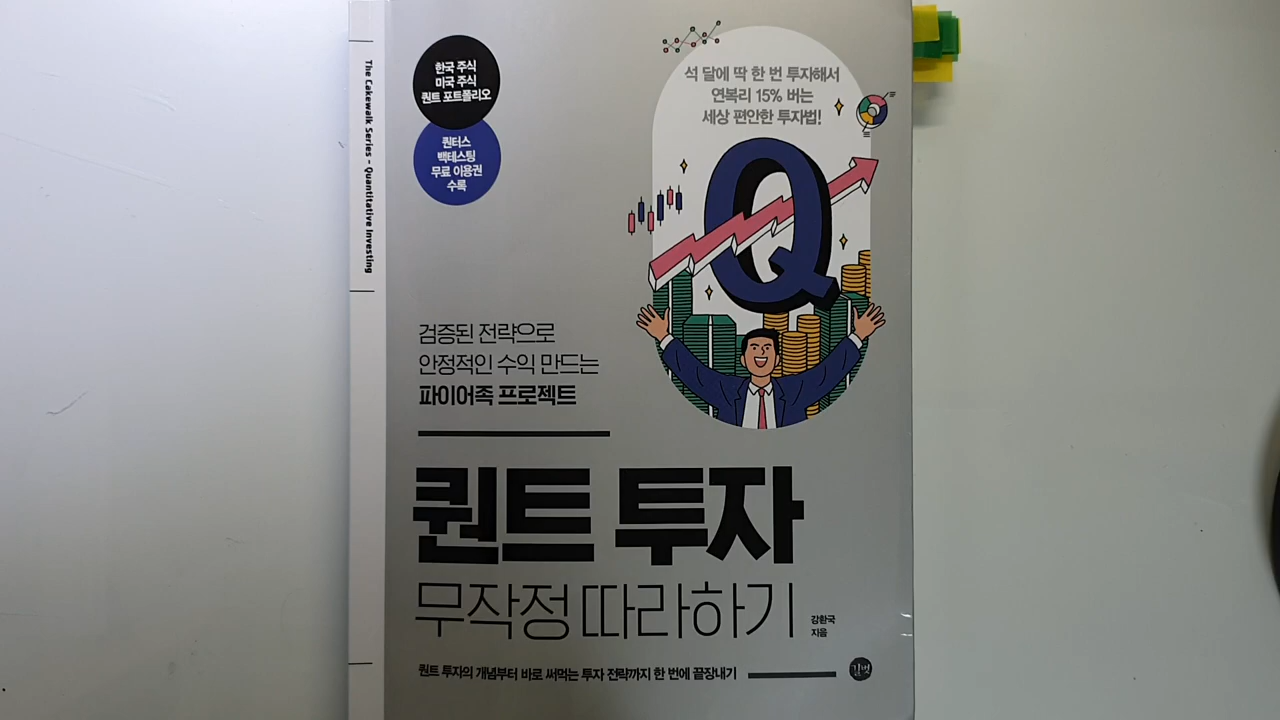 The Cakewalk Series - Quantitative Investing
한국 주식
미국 주식
퀀트 포트폴리오
퀀터스
백테스팅
무료 이용권
수록
석 달에 딱 한 번 투자해서
연복리 15% 버는
세상 편안한 투자법!
Q
검증된 전략으로
안정적인 수익 만드는
파이어족 프로젝트
퀀트 투자
무작정 따라하기
강환국
지음
퀀트 투자의 개념부터 바로 써먹는 투자 전략까지 한 번에 끝장내기
길벗